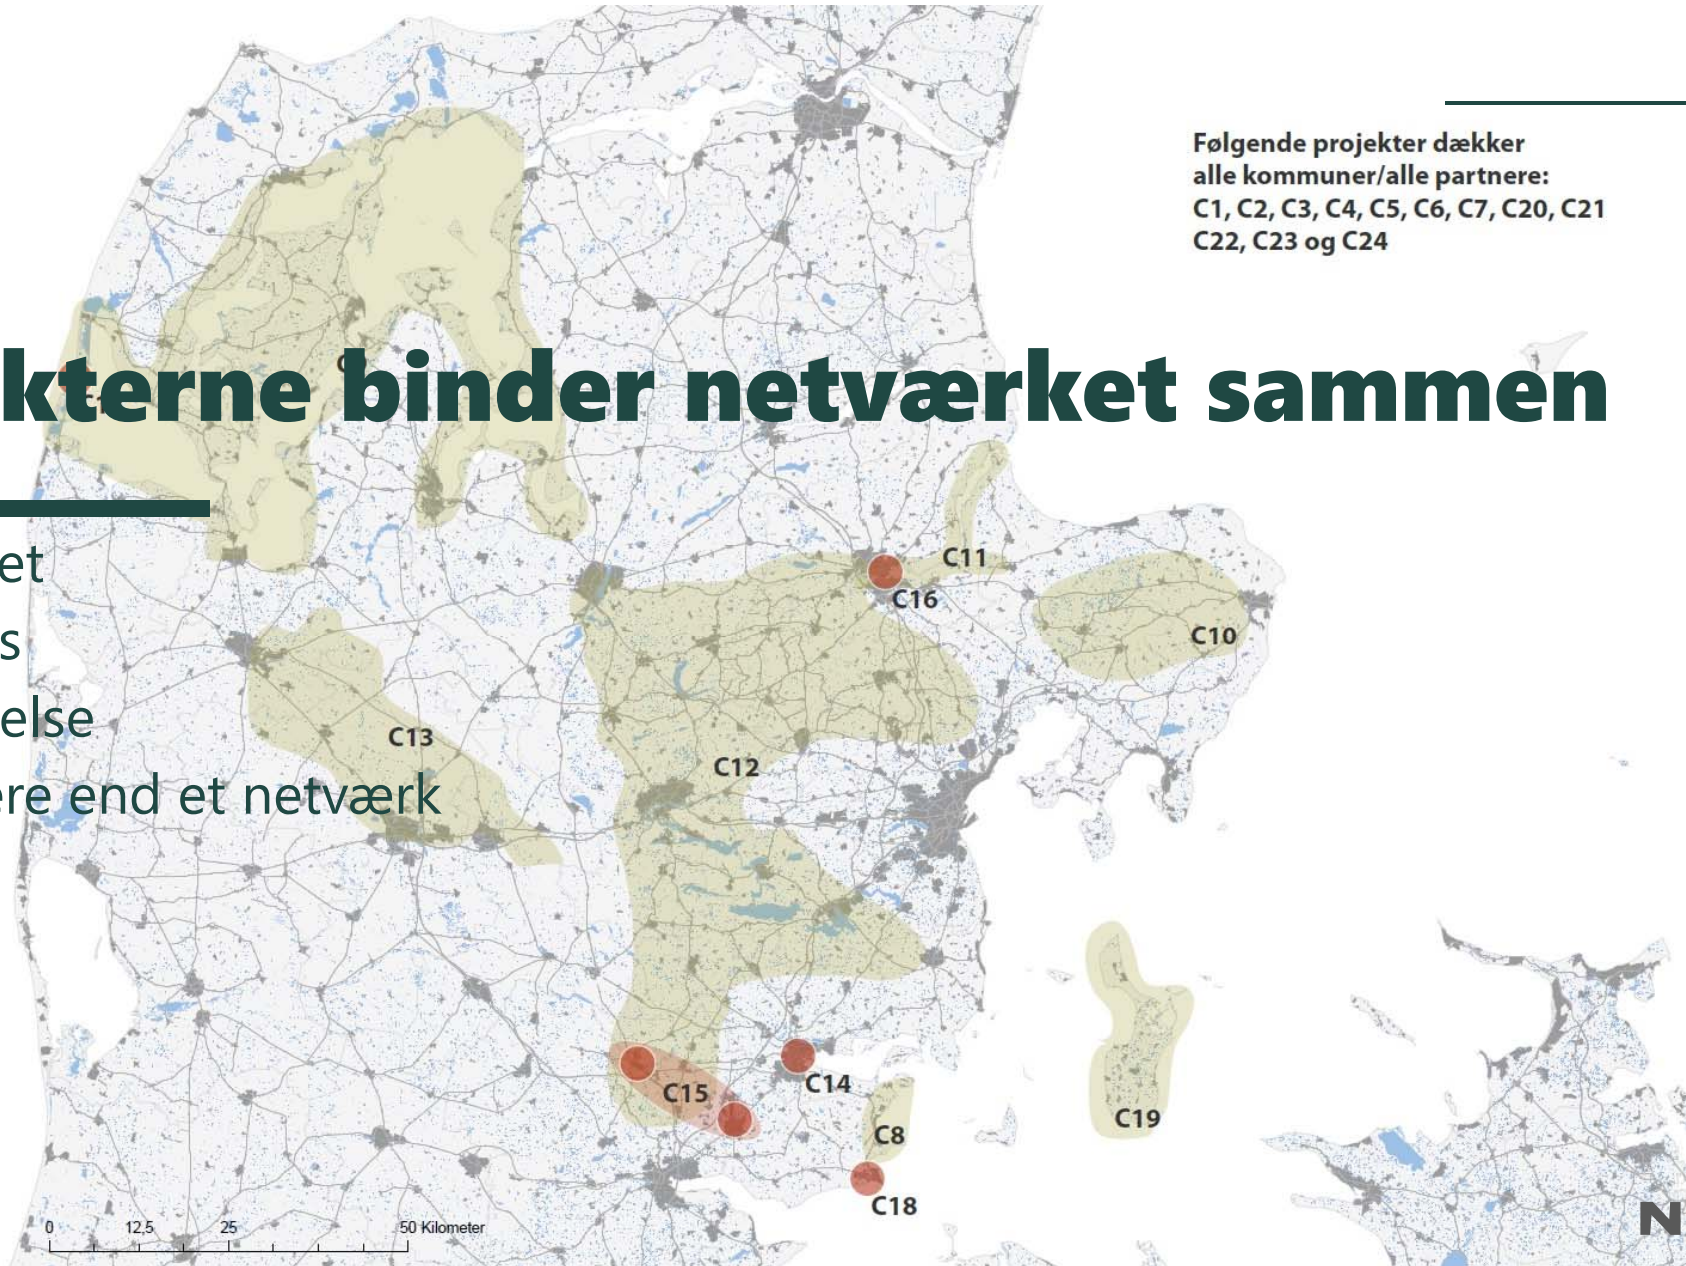 Følgende projekter dækker
alle kommuner/alle partnere:
C1, C2, C3, C4, C5, C6, C7, C20, C21
C22, C23 og C24
kterne binder netværket sammen
et
s
else
ere end et netværk
C11
C16
C10
C13
C12
C15
C14
C8
C19
C18
0 12,5 25 50 Kilometer
N